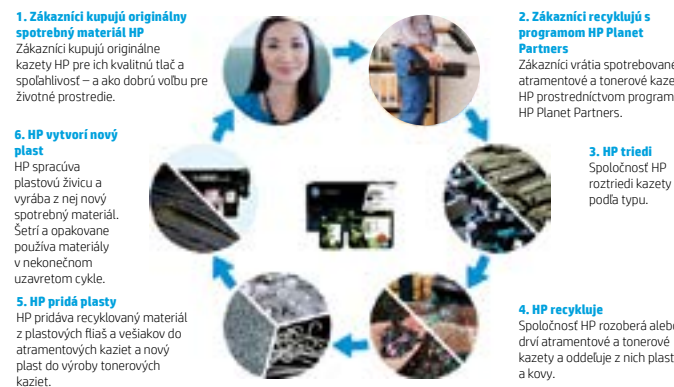 1. Zákazníci kupujú originálny
spotrebný materiál HP
Zákazníci kupujú originálne
kazety HP pre ich kvalitnú tlač a
spoľahlivosť – a ako dobrú voľbu pre
životné prostredie.
2. Zákazníci recyklujú s
programom HP Planet
Partners
Zákazníci vrátia spotrebované
atramentové a tonerové kaze
HP prostredníctvom program
HP Planet Partners.
3. HP triedi
Spoločnosť HP
roztriedi kazety
podľa typu.
4. HP recykluje
Spoločnosť HP rozoberá alebo
drví atramentové a tonerové
kazety a oddeľuje z nich plast
a kovy.
5. HP pridá plasty
HP pridáva recyklovaný materiál
z plastových fliaš a vešiakov do
atramentových kaziet a nový
plast do výroby tonerových
kaziet.
6. HP vytvorí nový
plast
HP spracúva
plastovú živicu a
vyrába z nej nový
spotrebný materiál.
Šetrí a opakovane
používa materiály
v nekonečnom
uzavretom cykle.